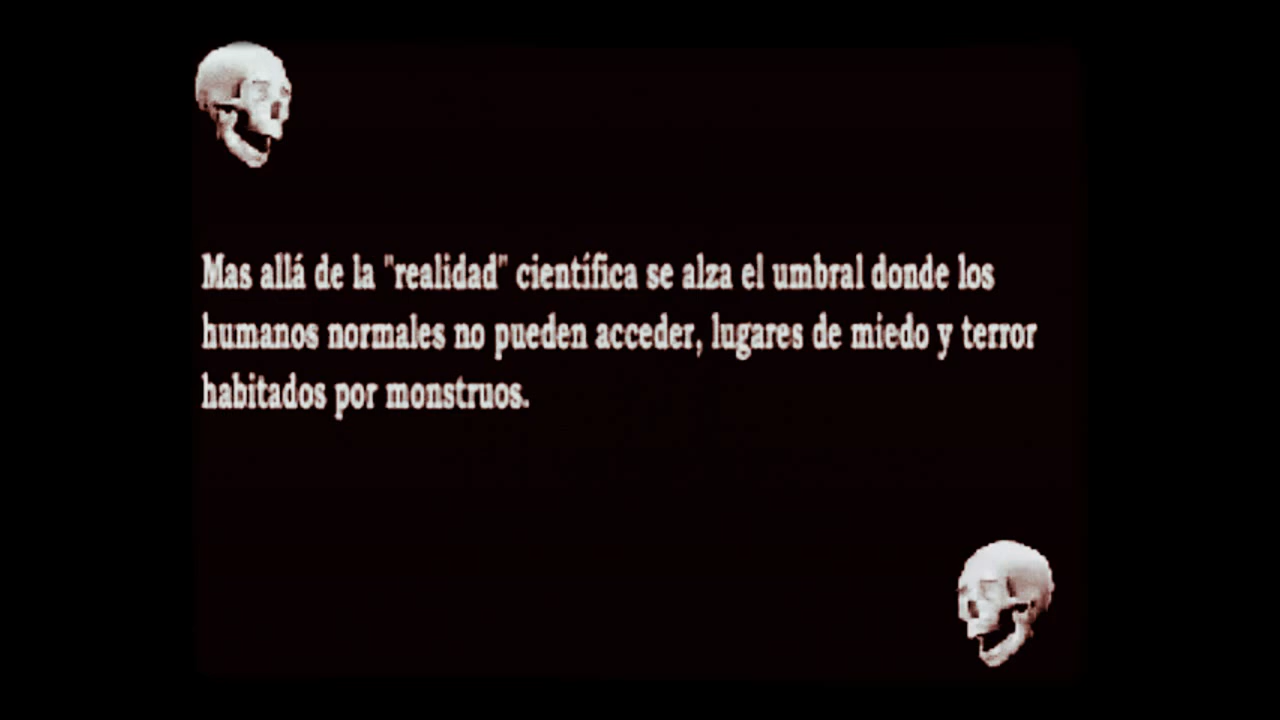 Mas allá de la "realidad" científica se alza el umbral donde los
humanos normales no pueden acceder, lugares de miedo y terror
habitados por monstruos.